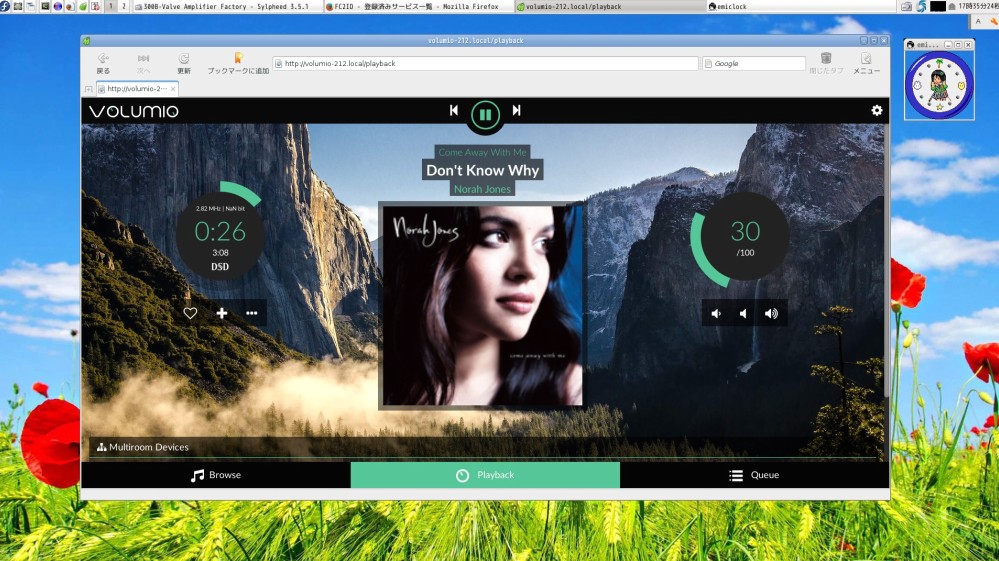 1
2
300B-Valve Amplifier Factory - Sylpheed 3.5.1
FC2ID - 登録済みサービス一覧 - Mozilla Firefox
volumio-212.local/playback
emiclock
17時35分24秒
volumio-212.local/playback
emi...
A
戻る
次へ
更新
ブックマークに追加
http://volumio-212.local/playback
Google
閉じたタブ
メニュー
http://volumio-2···
VOLUMIO
Come Away With Me
Don't Know Why
Norah Jones
2.82 MHz | NaN bit
0:26
3:08
DSD
Norah Jones
come away with me
30
/100
Multiroom Devices
Browse
Playback
Queue